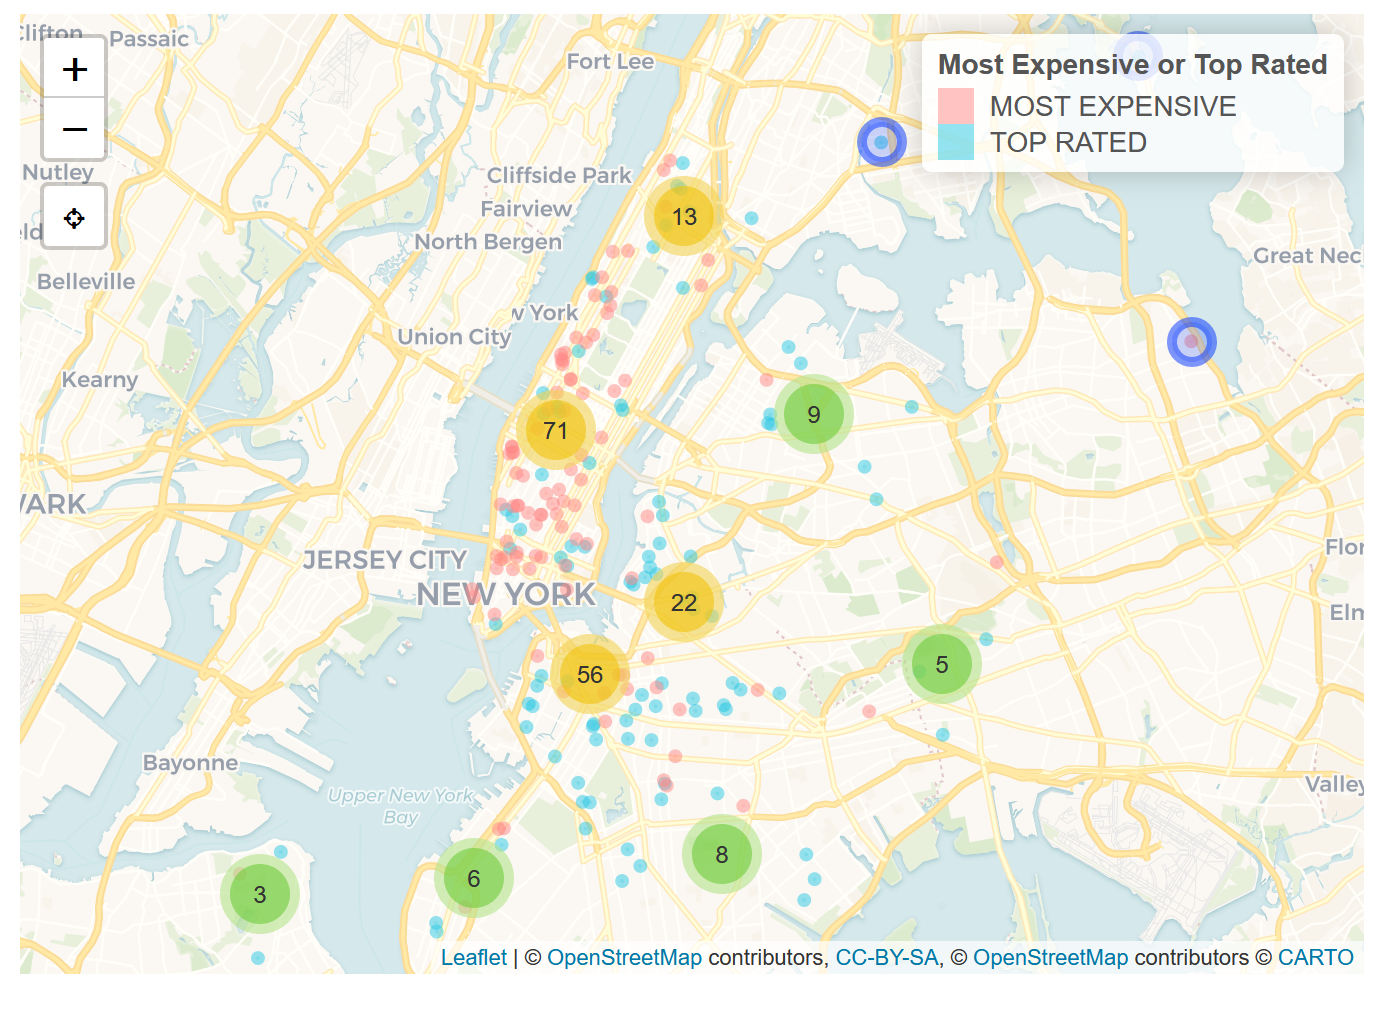 Clifton
Passaic
Fort Lee
Most Expensive or Top Rated
MOST EXPENSIVE
TOP RATED
+
−
Nutley
Cliffside Park
Fairview
North Bergen
Great Nec
Belleville
w York
Union City
Kearny
13
9
71
ARK
JERSEY CITY
NEW YORK
22
Flor
Elm
5
56
Bayonne
Upper New York
Bay
Valley
8
6
3
Leaflet | © OpenStreetMap contributors, CC-BY-SA, © OpenStreetMap contributors © CARTO